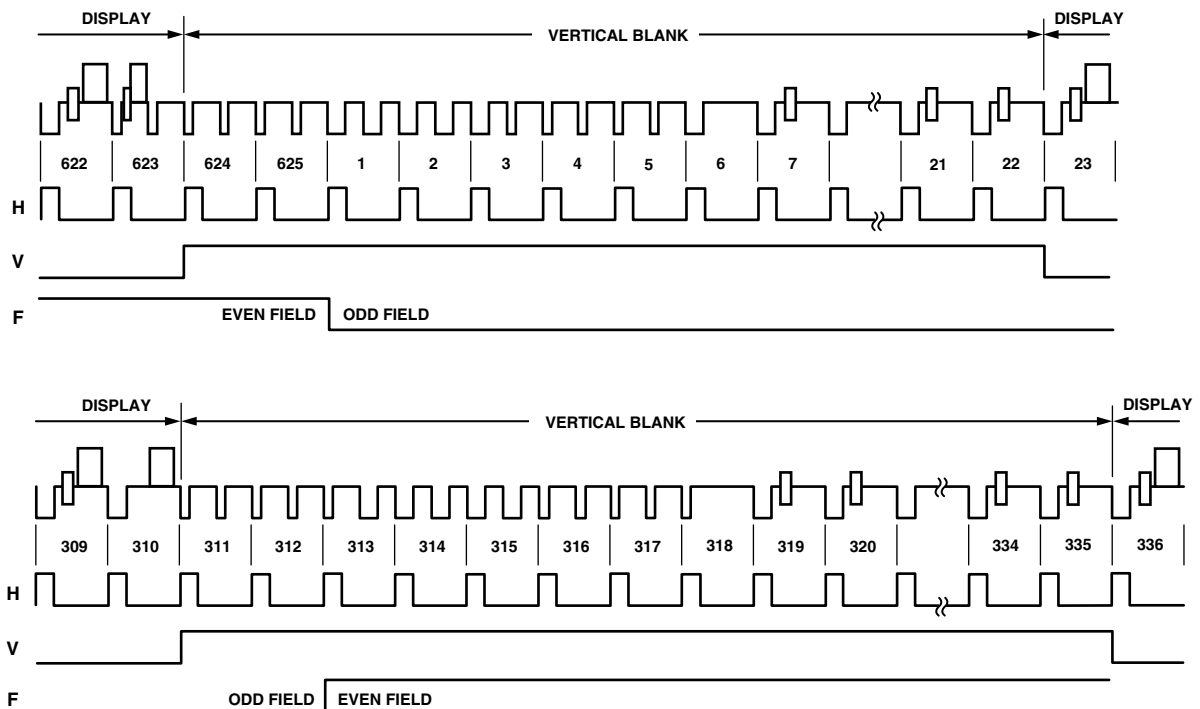 DISPLAY VERTICAL BLANK DISPLAY
622 623 624 625 1 2 3 4 5 6 7 21 22 23
H
V
F EVEN FIELD ODD FIELD
DISPLAY VERTICAL BLANK DISPLAY
309 310 311 312 313 314 315 316 317 318 319 320 334 335 336
H
V
F ODD FIELD EVEN FIELD